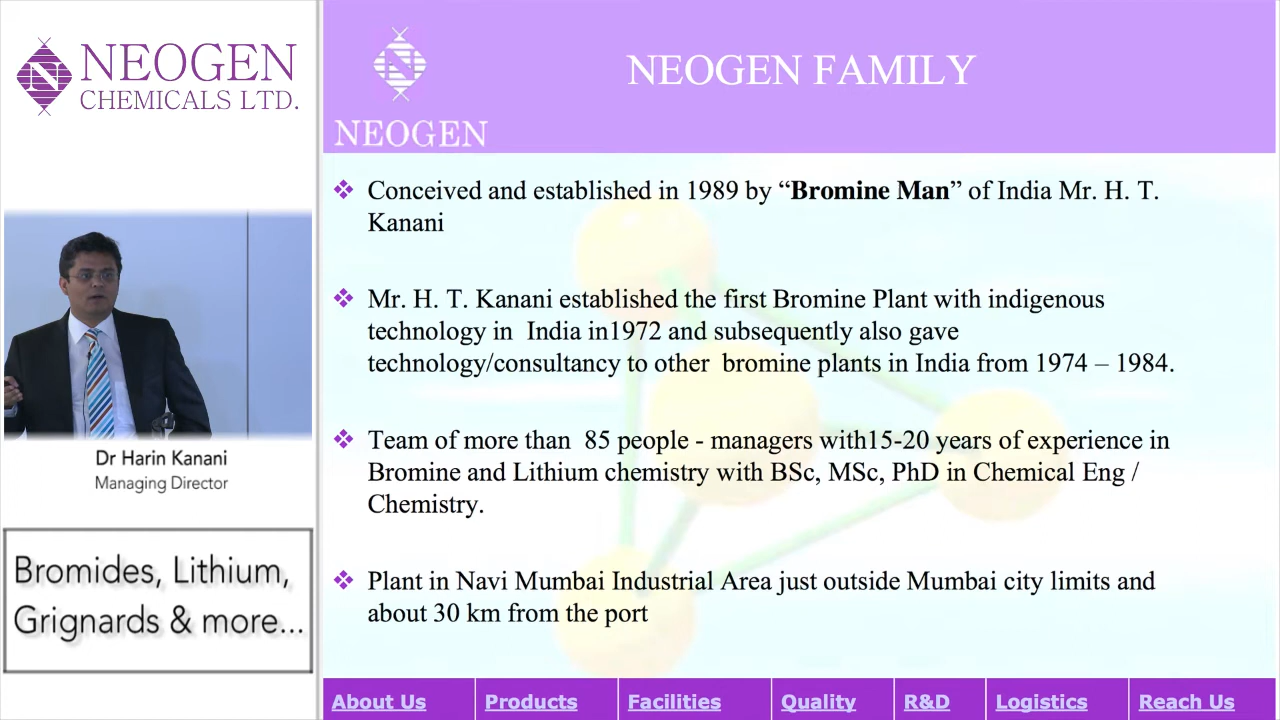 NEOGEN
CHEMICALS LTD.
Dr Harin Kanani
Managing Director
Bromides, Lithium,
Grignards & more...
N
NEOGEN
NEOGEN FAMILY
Conceived and established in 1989 by “Bromine Man” of India Mr. H. T.
Kanani
Mr. H. T. Kanani established the first Bromine Plant with indigenous
technology in India in1972 and subsequently also gave
technology/consultancy to other bromine plants in India from 1974 – 1984.
Team of more than 85 people - managers with15-20 years of experience in
Bromine and Lithium chemistry with BSc, MSc, PhD in Chemical Eng /
Chemistry.
Plant in Navi Mumbai Industrial Area just outside Mumbai city limits and
about 30 km from the port
About Us Products Facilities Quality R&D Logistics Reach Us